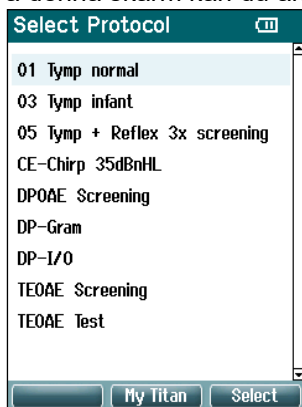 Select Protocol
01 Tymp normal
03 Tymp infant
05 Tymp + Reflex 3x screening
CE-Chirp 35dBnHL
DPOAE Screening
DP-Gram
DP-I/O
TEOAE Screening
TEOAE Test
My Titan Select